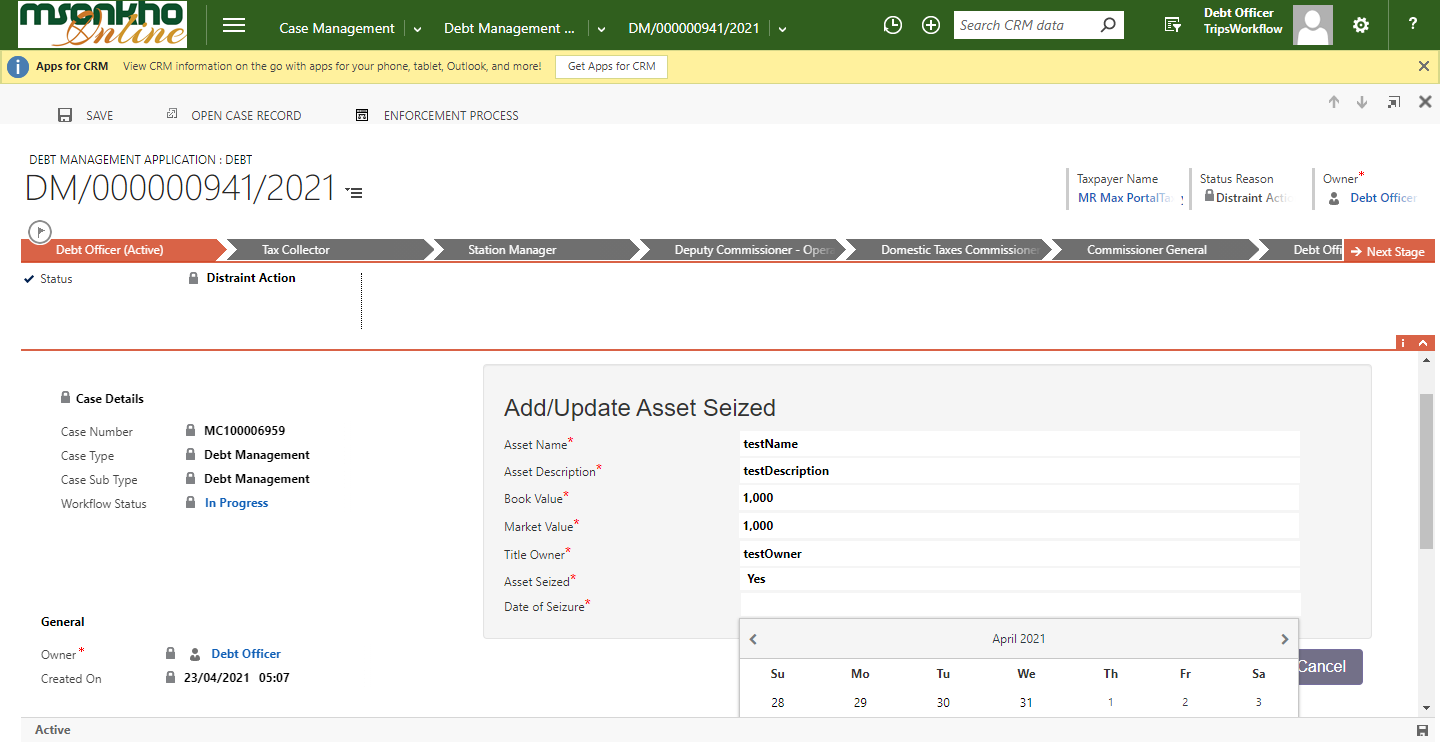 msonkho
Online
Case Management
Debt Management ...
DM/000000941/2021
Search CRM data
Debt Officer
TripsWorkflow
?
i Apps for CRM View CRM information on the go with apps for your phone, tablet, Outlook, and more! Get Apps for CRM
SAVE OPEN CASE RECORD ENFORCEMENT PROCESS
DEBT MANAGEMENT APPLICATION : DEBT
DM/000000941/2021
Taxpayer Name
MR Max PortalTa
Status Reason
Distraint Actio
Owner*
Debt Officer
Debt Officer (Active) Tax Collector Station Manager Deputy Commissioner - Oper Domestic Taxes Commissione Commissioner General Debt Offi Next Stage
Status Distraint Action
i
Case Details
Case Number MC100006959
Case Type Debt Management
Case Sub Type Debt Management
Workflow Status In Progress
General
Owner* Debt Officer
Created On 23/04/2021 05:07
Add/Update Asset Seized
Asset Name* testName
Asset Description* testDescription
Book Value* 1,000
Market Value* 1,000
Title Owner* testOwner
Asset Seized* Yes
Date of Seizure*
April 2021
Su Mo Tu We Th Fr Sa
28 29 30 31 1 2 3
Cancel
Active